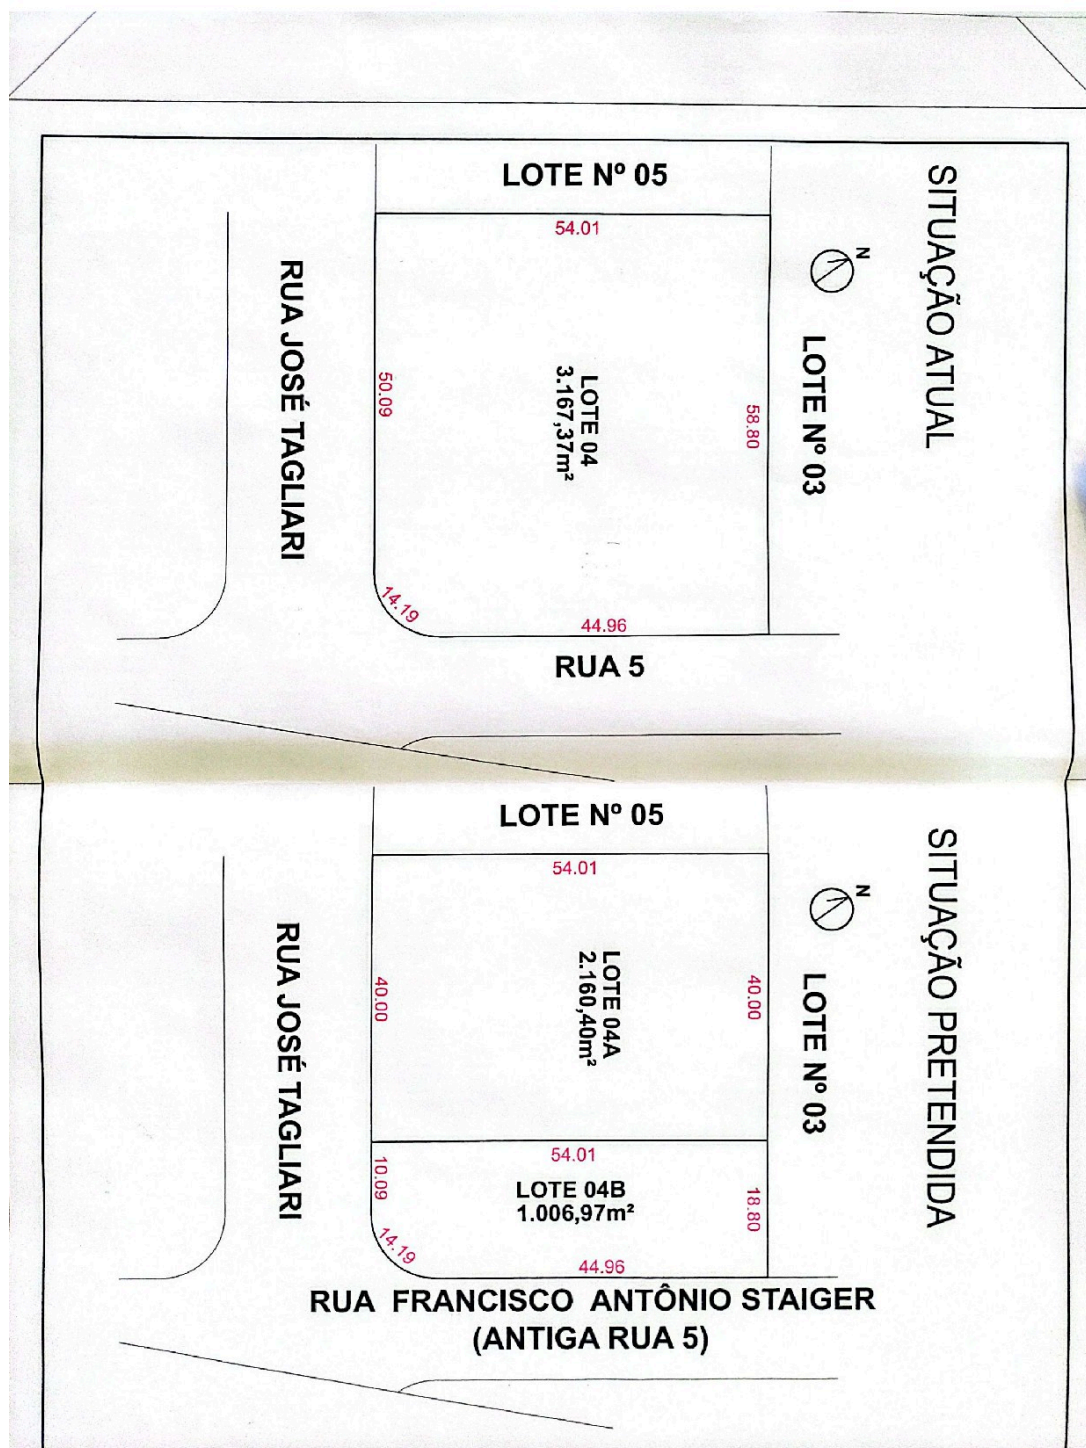 SITUAÇÃO ATUAL
LOTE Nº 05
54.01
N
LOTE Nº 03
RUA JOSÉ TAGLIARI
50.09
LOTE 04
3.167,37m²
58.80
14.19
44.96
RUA 5
SITUAÇÃO PRETENDIDA
LOTE Nº 05
54.01
N
LOTE Nº 03
RUA JOSÉ TAGLIARI
40.00
LOTE 04A
2.160,40m²
40.00
54.01
10.09
LOTE 04B
1.006,97m²
18.80
14.19
44.96
RUA FRANCISCO ANTÔNIO STAIGER
(ANTIGA RUA 5)